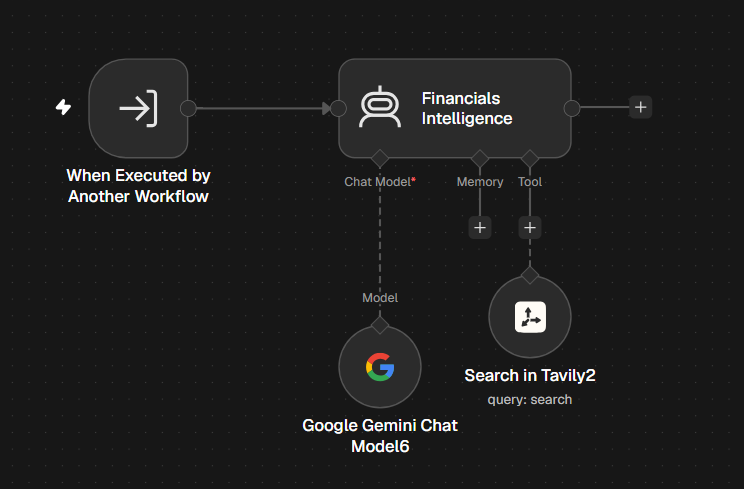 Financials
Intelligence
When Executed by
Another Workflow
Chat Model*
Memory
Tool
Model
Search in Tavily2
query: search
Google Gemini Chat
Model6